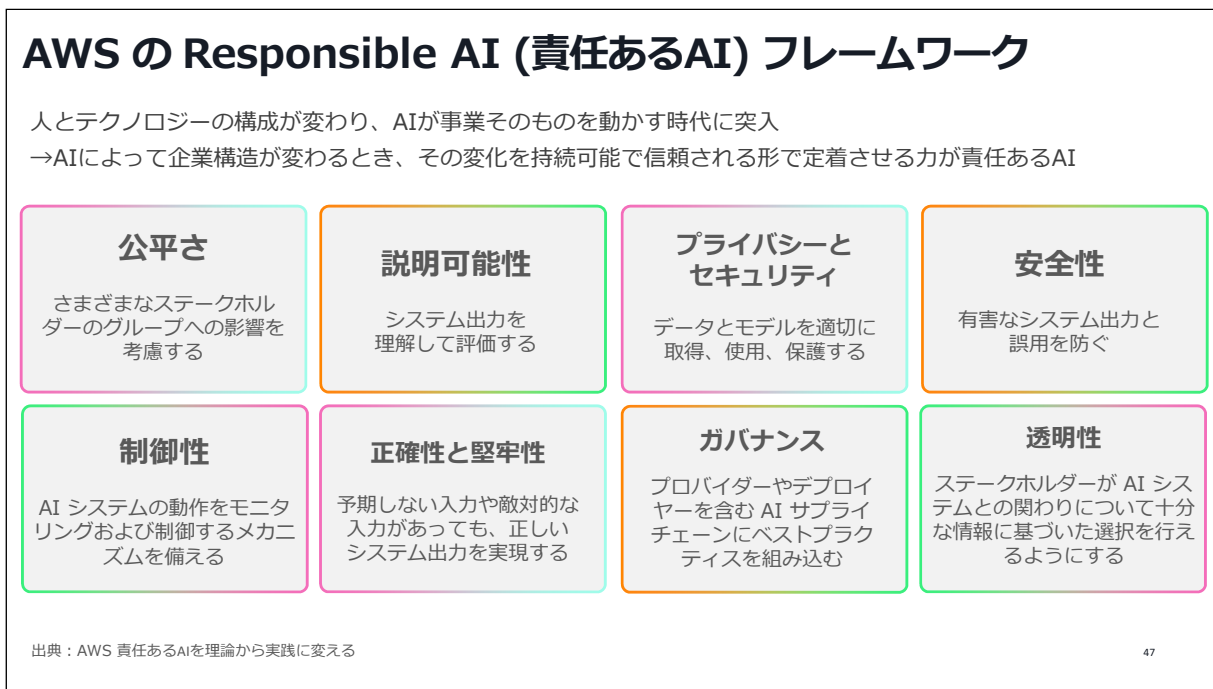 AWS の Responsible AI (責任あるAI) フレームワーク
人とテクノロジーの構成が変わり、AIが事業そのものを動かす時代に突入
→AIによって企業構造が変わるとき、その変化を持続可能で信頼される形で定着させる力が責任あるAI
公平さ
さまざまなステークホル
ダーのグループへの影響を
考慮する
説明可能性
システム出力を
理解して評価する
プライバシーと
セキュリティ
データとモデルを適切に
取得、使用、保護する
安全性
有害なシステム出力と
誤用を防ぐ
制御性
AI システムの動作をモニタ
リングおよび制御するメカニ
ズムを備える
正確性と堅牢性
予期しない入力や敵対的な
入力があっても、正しい
システム出力を実現する
ガバナンス
プロバイダーやデプロイ
ヤーを含む AI サプライ
チェーンにベストプラク
ティスを組み込む
透明性
ステークホルダーが AI シス
テムとの関わりについて十分
な情報に基づいた選択を行え
るようにする
出典：AWS 責任あるAIを理論から実践に変える
47